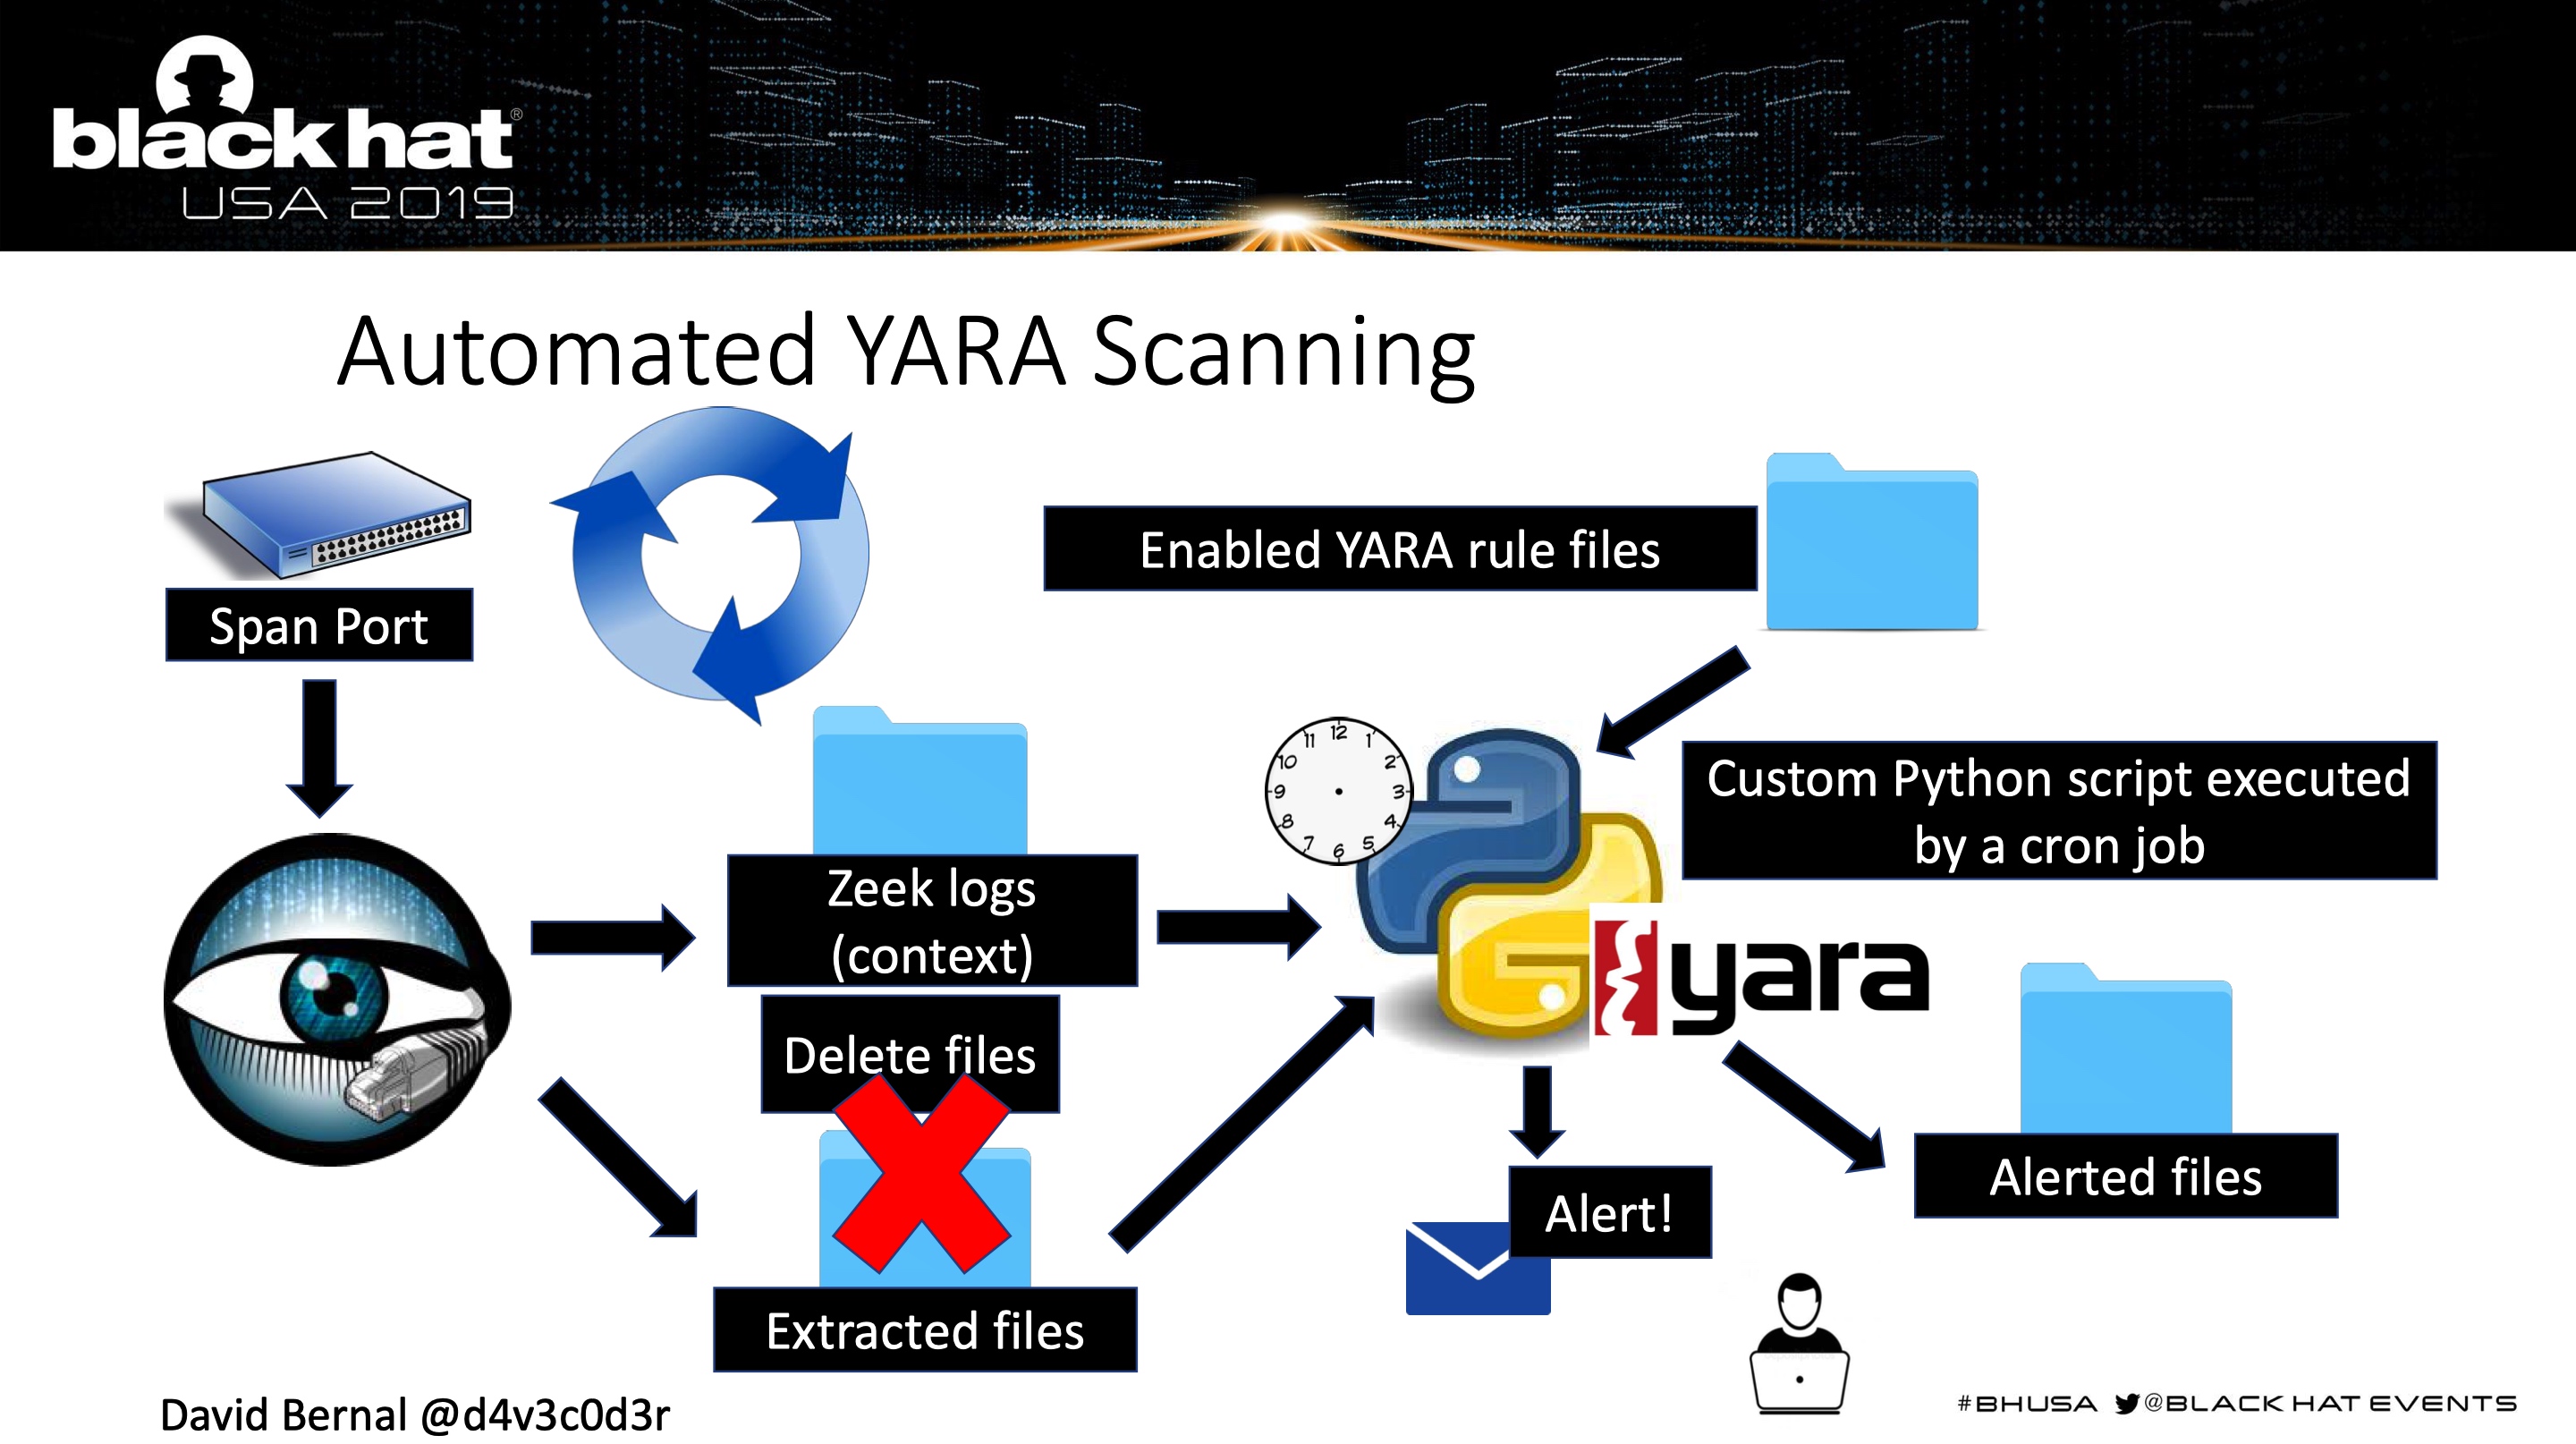 black hat®
USA 2019
Automated YARA Scanning
Span Port
Enabled YARA rule files
12
1
2
3
4
5
6
7
8
9
10
11
Custom Python script executed
by a cron job
Zeek logs
(context)
yara
Delete files
Alert!
Alerted files
Extracted files
David Bernal @d4v3c0d3r
#BHUSA @BLACK HAT EVENTS